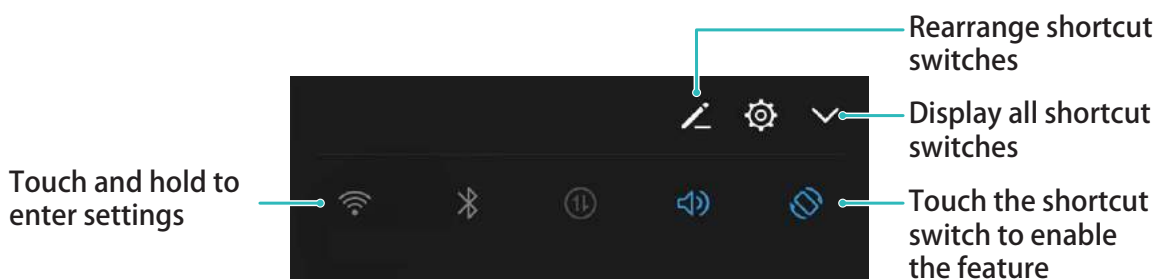 Rearrange shortcut
switches
Display all shortcut
switches
Touch and hold to
enter settings
Touch the shortcut
switch to enable
the feature